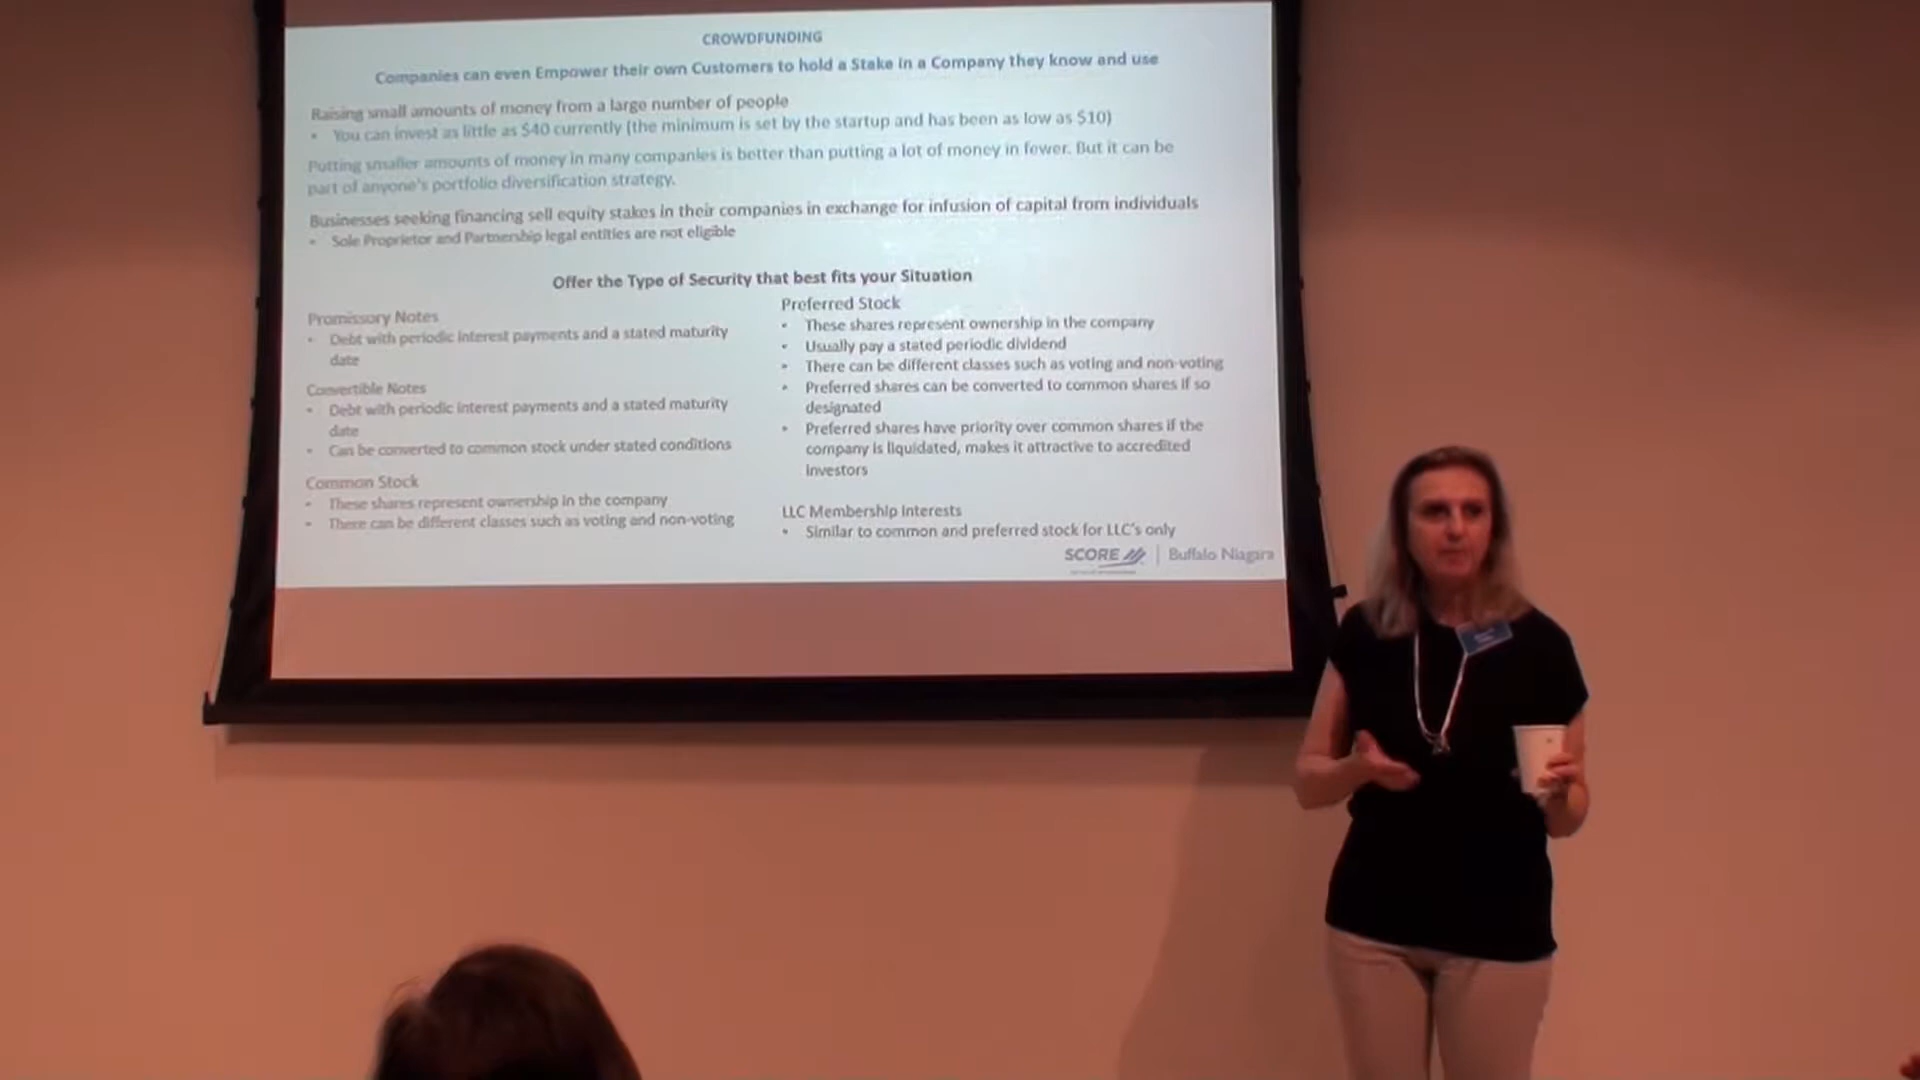 CROWDFUNDING
Companies can even Empower their own Customers to hold a Stake in a Company they know and use
Raising small amounts of money from a large number of people
• You can invest as little as $40 currently (the minimum is set by the startup and has been as low as $10)
Putting smaller amounts of money in many companies is better than putting a lot of money in fewer. But it can be
part of anyone's portfolio diversification strategy.
Businesses seeking financing sell equity stakes in their companies in exchange for infusion of capital from individuals
• Sole Proprietor and Partnership legal entities are not eligible
Offer the Type of Security that best fits your Situation
Promissory Notes
• Debt with periodic interest payments and a stated maturity
date
Convertible Notes
• Debt with periodic interest payments and a stated maturity
date
• Can be converted to common stock under stated conditions
Common Stock
• These shares represent ownership in the company
• There can be different classes such as voting and non-voting
Preferred Stock
• These shares represent ownership in the company
• Usually pay a stated periodic dividend
• There can be different classes such as voting and non-voting
• Preferred shares can be converted to common shares if so
designated
• Preferred shares have priority over common shares if the
company is liquidated, makes it attractive to accredited
investors
LLC Membership Interests
• Similar to common and preferred stock for LLC's only
SCORE | Buffalo Niagara